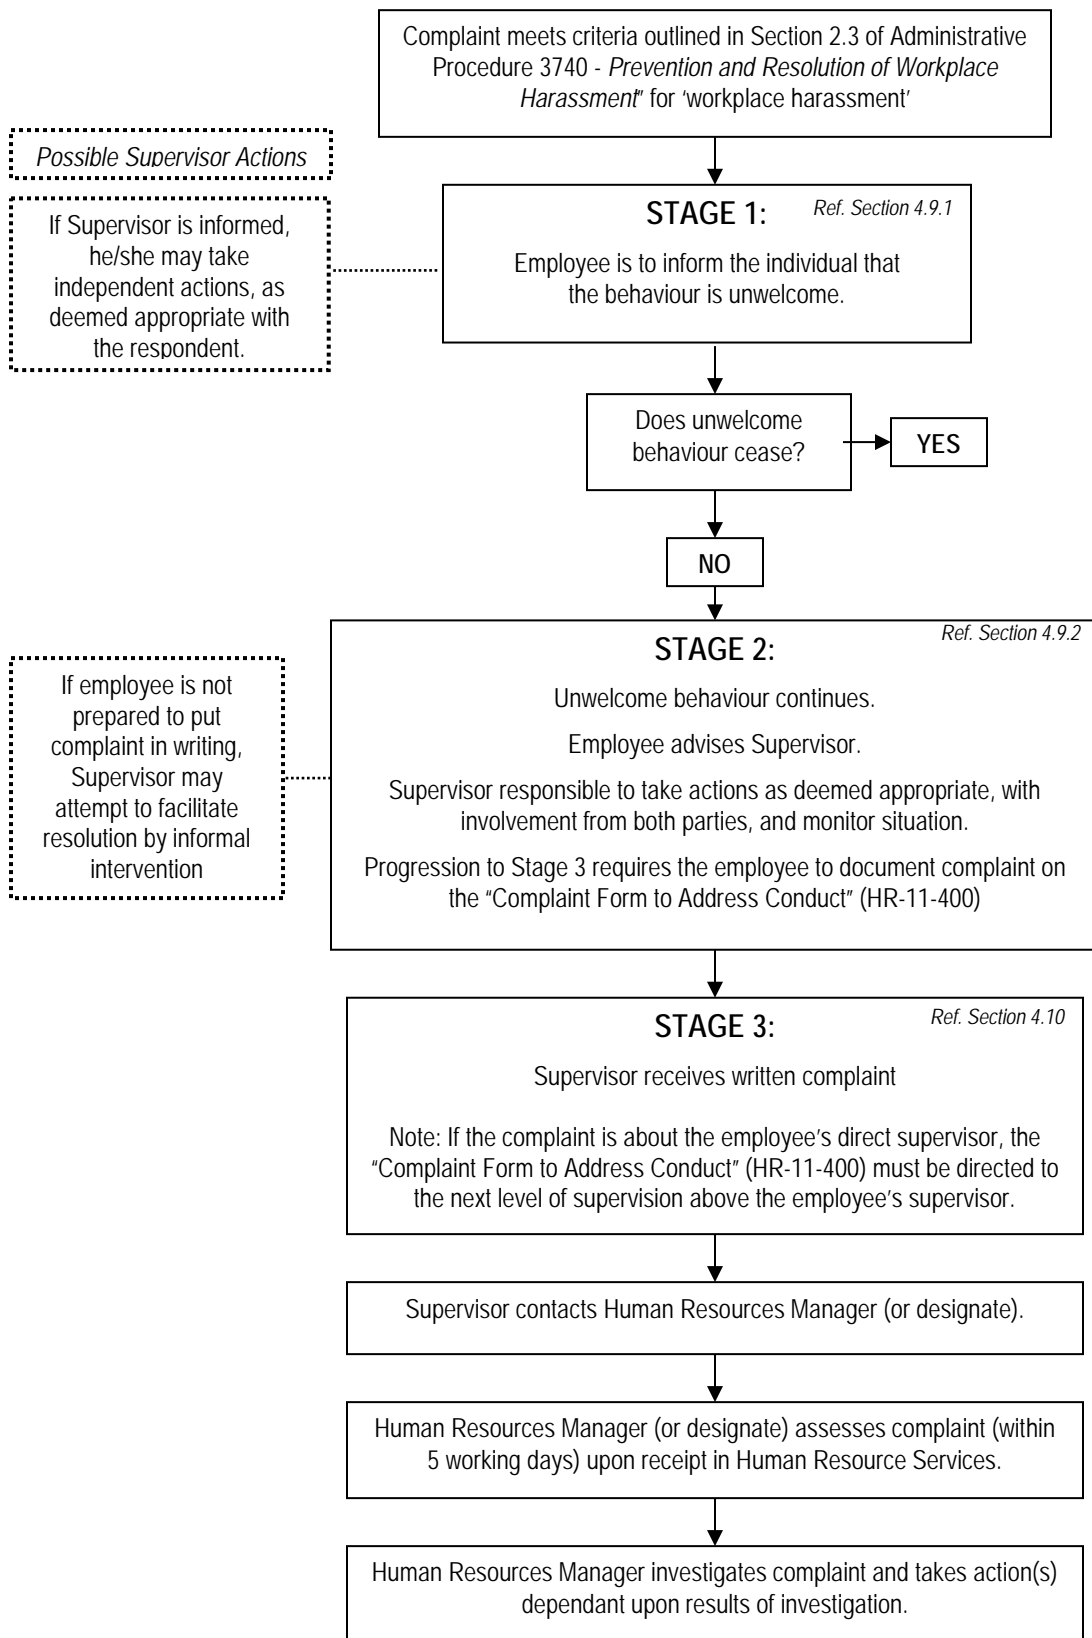 Complaint meets criteria outlined in Section 2.3 of Administrative
Procedure 3740 - Prevention and Resolution of Workplace
Harassment” for ‘workplace harassment’
Possible Supervisor Actions
If Supervisor is informed,
he/she may take
independent actions, as
deemed appropriate with
the respondent.
STAGE 1: Ref. Section 4.9.1
Employee is to inform the individual that
the behaviour is unwelcome.
Does unwelcome
behaviour cease?
YES
NO
If employee is not
prepared to put
complaint in writing,
Supervisor may
attempt to facilitate
resolution by informal
intervention
STAGE 2: Ref. Section 4.9.2
Unwelcome behaviour continues.
Employee advises Supervisor.
Supervisor responsible to take actions as deemed appropriate, with
involvement from both parties, and monitor situation.
Progression to Stage 3 requires the employee to document complaint on
the “Complaint Form to Address Conduct” (HR-11-400)
STAGE 3: Ref. Section 4.10
Supervisor receives written complaint
Note: If the complaint is about the employee’s direct supervisor, the
“Complaint Form to Address Conduct” (HR-11-400) must be directed to
the next level of supervision above the employee’s supervisor.
Supervisor contacts Human Resources Manager (or designate).
Human Resources Manager (or designate) assesses complaint (within
5 working days) upon receipt in Human Resource Services.
Human Resources Manager investigates complaint and takes action(s)
dependant upon results of investigation.